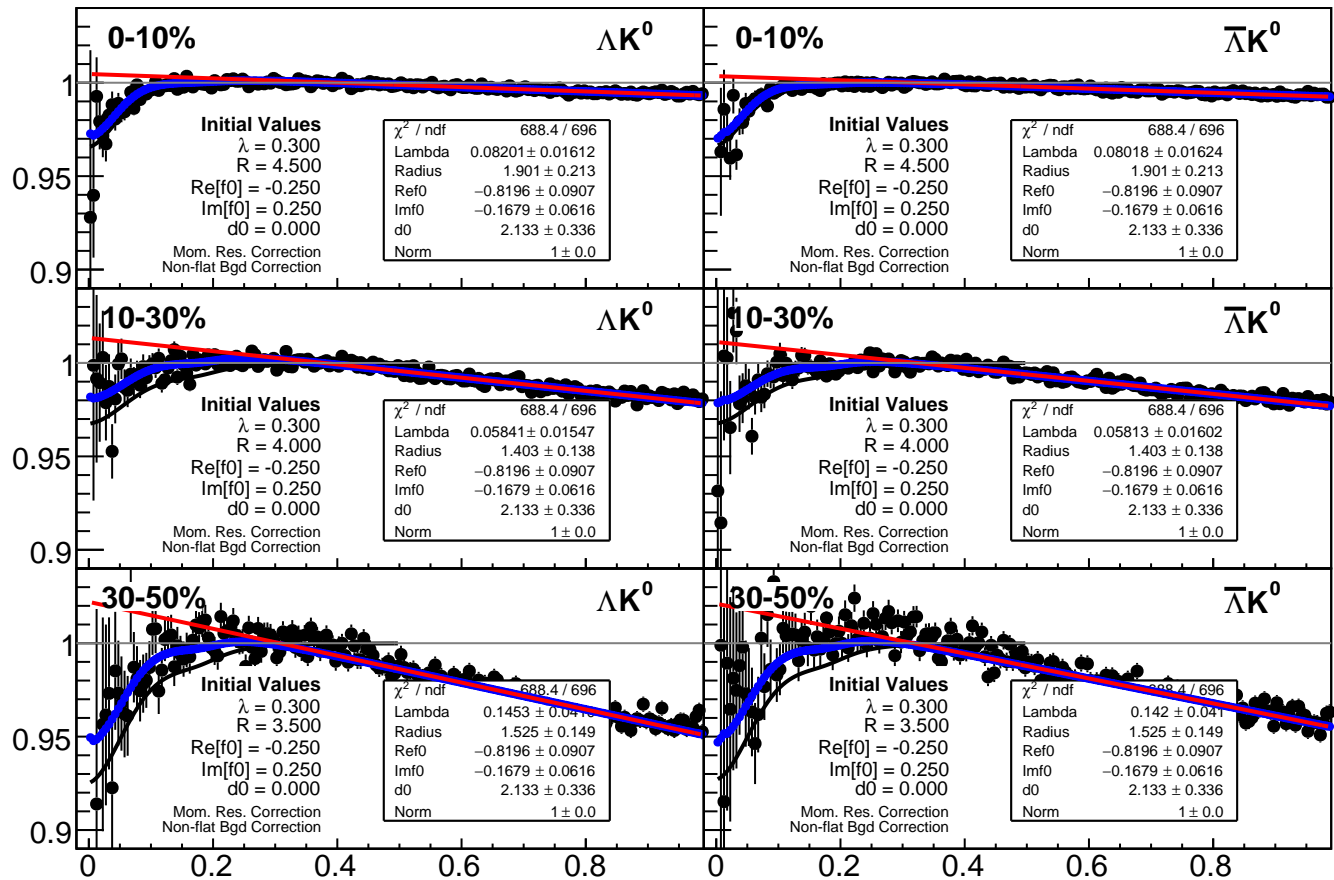 0-10% ΛK⁰
Initial Values
λ = 0.300
R = 4.500
Re[f0] = -0.250
Im[f0] = 0.250
d0 = 0.000
Mom. Res. Correction
Non-flat Bgd Correction
χ² / ndf 688.4 / 696
Lambda 0.08201± 0.01612
Radius 1.901 ± 0.213
Ref0 −0.8196 ± 0.0907
Imf0 −0.1679 ± 0.0616
d0 2.133 ± 0.336
Norm 1 ± 0.0
1
0.95
0.9
0-10% Λ̅K⁰
Initial Values
λ = 0.300
R = 4.500
Re[f0] = -0.250
Im[f0] = 0.250
d0 = 0.000
Mom. Res. Correction
Non-flat Bgd Correction
χ² / ndf 688.4 / 696
Lambda 0.08018 ± 0.01624
Radius 1.901 ± 0.213
Ref0 −0.8196 ± 0.0907
Imf0 −0.1679 ± 0.0616
d0 2.133 ± 0.336
Norm 1 ± 0.0
10-30% ΛK⁰
Initial Values
λ = 0.300
R = 4.000
Re[f0] = -0.250
Im[f0] = 0.250
d0 = 0.000
Mom. Res. Correction
Non-flat Bgd Correction
χ² / ndf 688.4 / 696
Lambda 0.05841 ± 0.01547
Radius 1.403 ± 0.138
Ref0 −0.8196 ± 0.0907
Imf0 −0.1679 ± 0.0616
d0 2.133 ± 0.336
Norm 1 ± 0.0
1
0.95
0.9
10-30% Λ̅K⁰
Initial Values
λ = 0.300
R = 4.000
Re[f0] = -0.250
Im[f0] = 0.250
d0 = 0.000
Mom. Res. Correction
Non-flat Bgd Correction
χ² / ndf 688.4 / 696
Lambda 0.05813 ± 0.01602
Radius 1.403 ± 0.138
Ref0 −0.8196 ± 0.0907
Imf0 −0.1679 ± 0.0616
d0 2.133 ± 0.336
Norm 1 ± 0.0
30-50% ΛK⁰
Initial Values
λ = 0.300
R = 3.500
Re[f0] = -0.250
Im[f0] = 0.250
d0 = 0.000
Mom. Res. Correction
Non-flat Bgd Correction
χ² / ndf 688.4 / 696
Lambda 0.1453 ±
Radius 1.525 ± 0.149
Ref0 −0.8196 ± 0.0907
Imf0 −0.1679 ± 0.0616
d0 2.133 ± 0.336
Norm 1 ± 0.0
1
0.95
0.9
0 0.2 0.4 0.6 0.8
30-50% Λ̅K⁰
Initial Values
λ = 0.300
R = 3.500
Re[f0] = -0.250
Im[f0] = 0.250
d0 = 0.000
Mom. Res. Correction
Non-flat Bgd Correction
χ² / ndf 688.4 / 696
Lambda 0.142 ± 0.041
Radius 1.525 ± 0.149
Ref0 −0.8196 ± 0.0907
Imf0 −0.1679 ± 0.0616
d0 2.133 ± 0.336
Norm 1 ± 0.0
0 0.2 0.4 0.6 0.8